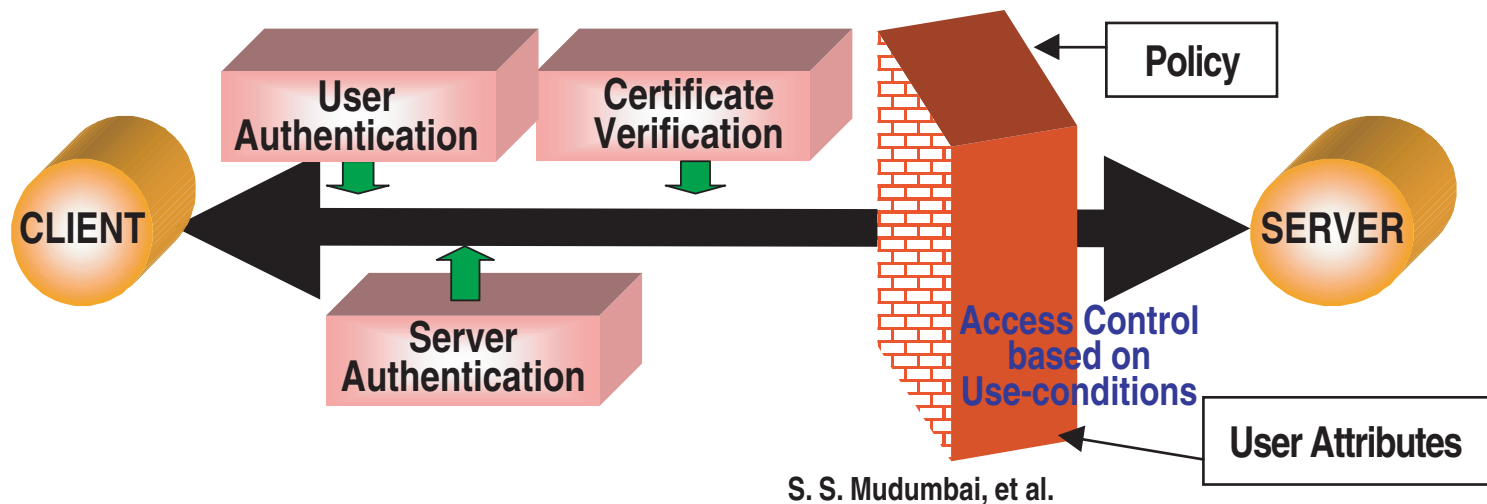 User
Authentication
Certificate
Verification
Policy
CLIENT
SERVER
Server
Authentication
Access Control
based on
Use-conditions
User Attributes
S. S. Mudumbai, et al.